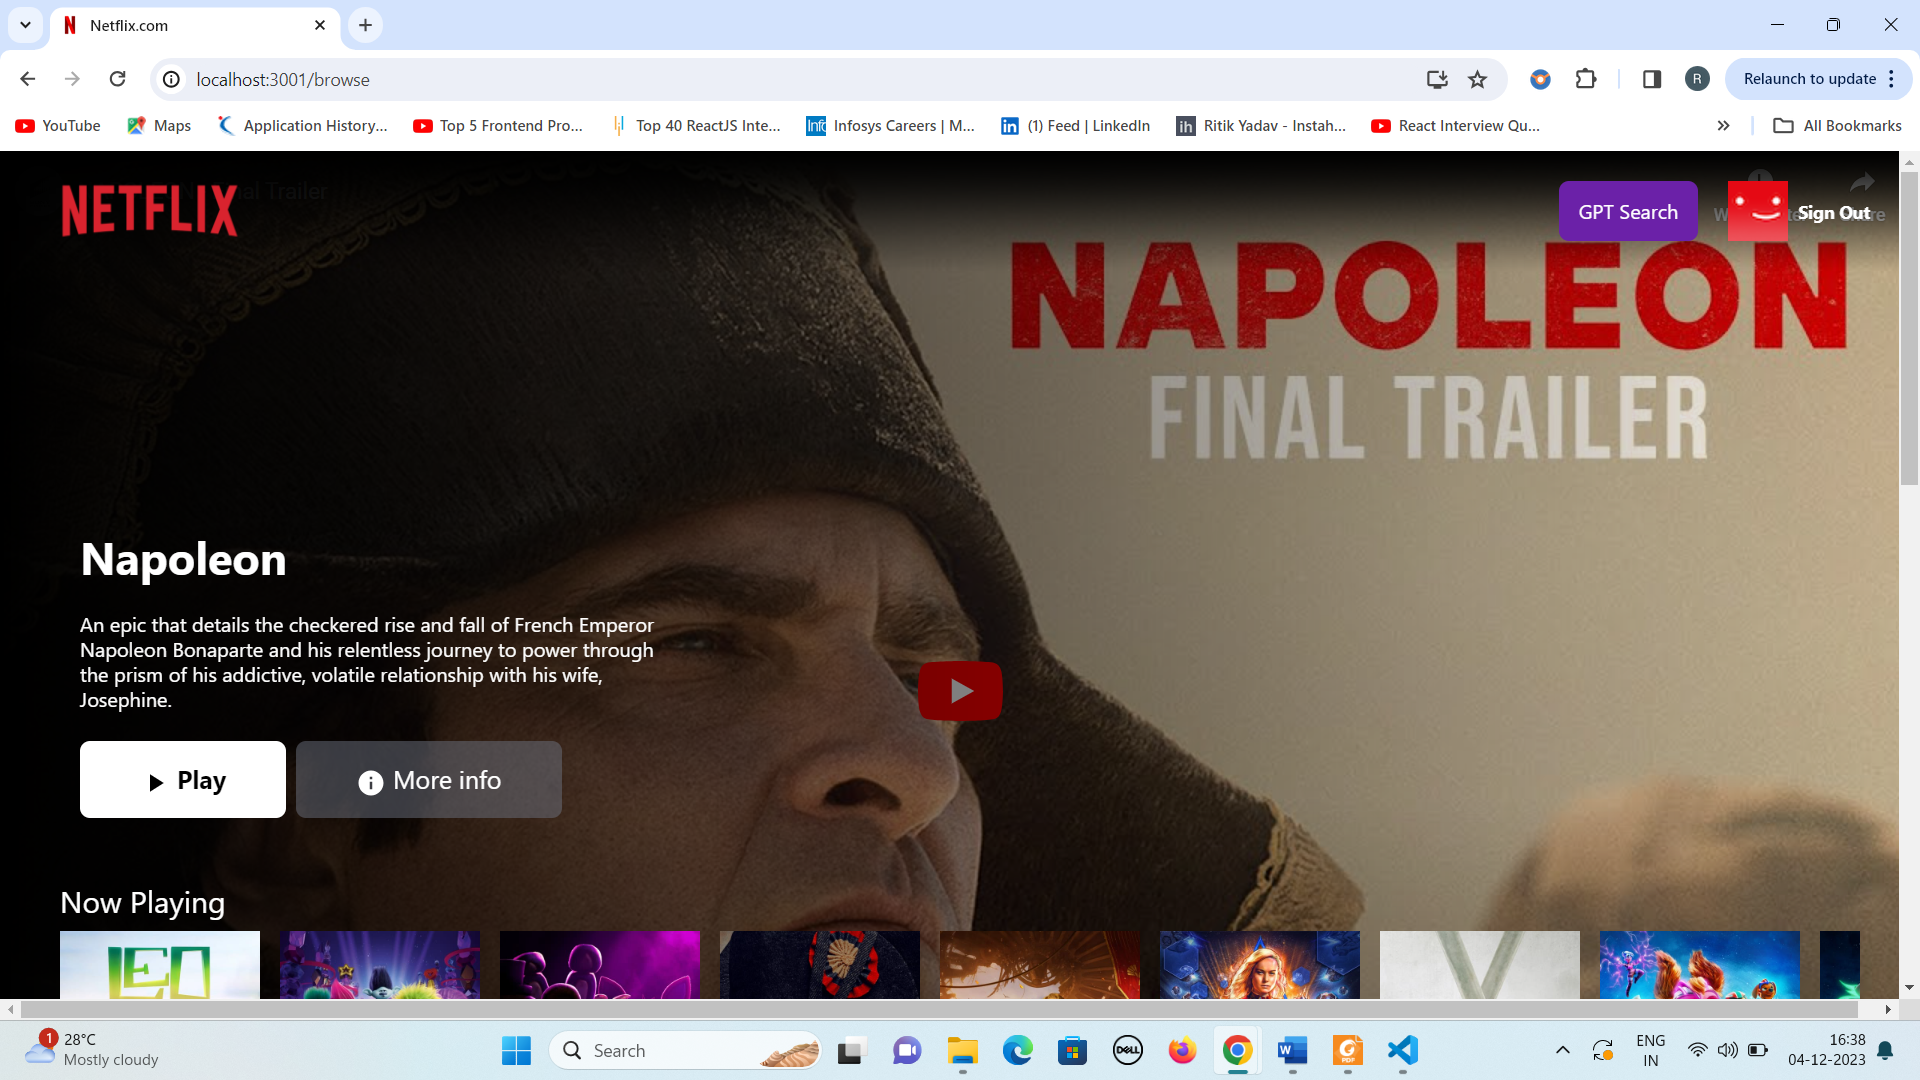 Netflix.com
localhost:3001/browse
Relaunch to update
R
YouTube
Maps
Application History...
Top 5 Frontend Pro...
Top 40 ReactJS Inte...
Infosys Careers | M...
(1) Feed | LinkedIn
Ritik Yadav - Instah...
React Interview Qu...
All Bookmarks
NETFLIX
Trailer
GPT Search
Sign Out
NAPOLEON
FINAL TRAILER
Napoleon
An epic that details the checkered rise and fall of French Emperor
Napoleon Bonaparte and his relentless journey to power through
the prism of his addictive, volatile relationship with his wife,
Josephine.
Play
More info
Now Playing
LEO
1
28°C
Mostly cloudy
Search
DELL
ENG
IN
16:38
04-12-2023